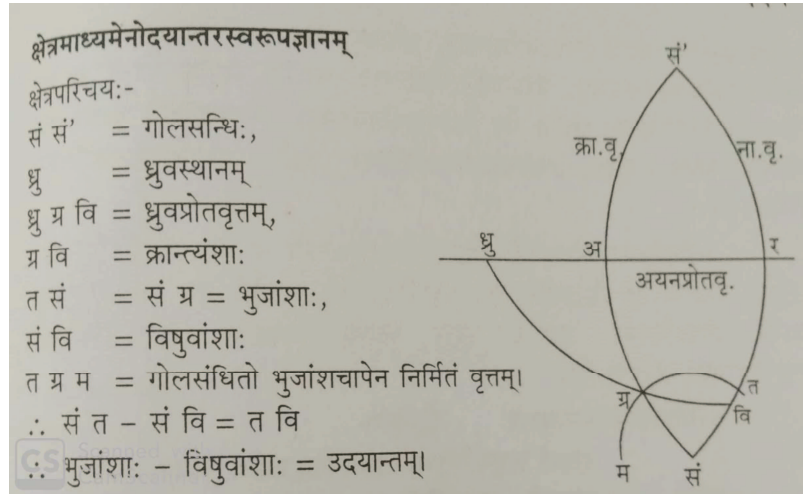 क्षेत्रमाध्यमेनोदयान्तरस्वरूपज्ञानम्
क्षेत्रपरिचयः-
सं सं’ = गोलसन्धिः,
ध्रु = ध्रुवस्थानम्
ध्रु ग्र वि = ध्रुवप्रोतवृत्तम्,
ग्र वि = क्रान्त्यंशाः
त सं = सं ग्र = भुजांशाः,
सं वि = विषुवांशाः
त ग्र म = गोलसंधितो भुजांशचापेन निर्मितं वृत्तम्।
∴ सं त – सं वि = त वि
∴ भुजांशाः - विषुवांशाः = उदयान्तम्।
सं’
क्रा.वृ.
ना.वृ.
ध्रु
अ
र
अयनप्रोतवृ.
ग्र
त
वि
म
सं
CS